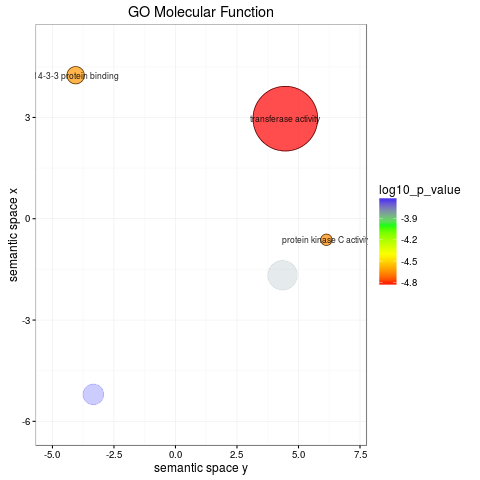 GO Molecular Function
4-3-3 protein binding
transferase activity
protein kinase C activit
semantic space x
3
0
-3
-6
-5.0
-2.5
0.0
2.5
5.0
7.5
semantic space y
log10_p_value
-3.9
-4.2
-4.5
-4.8